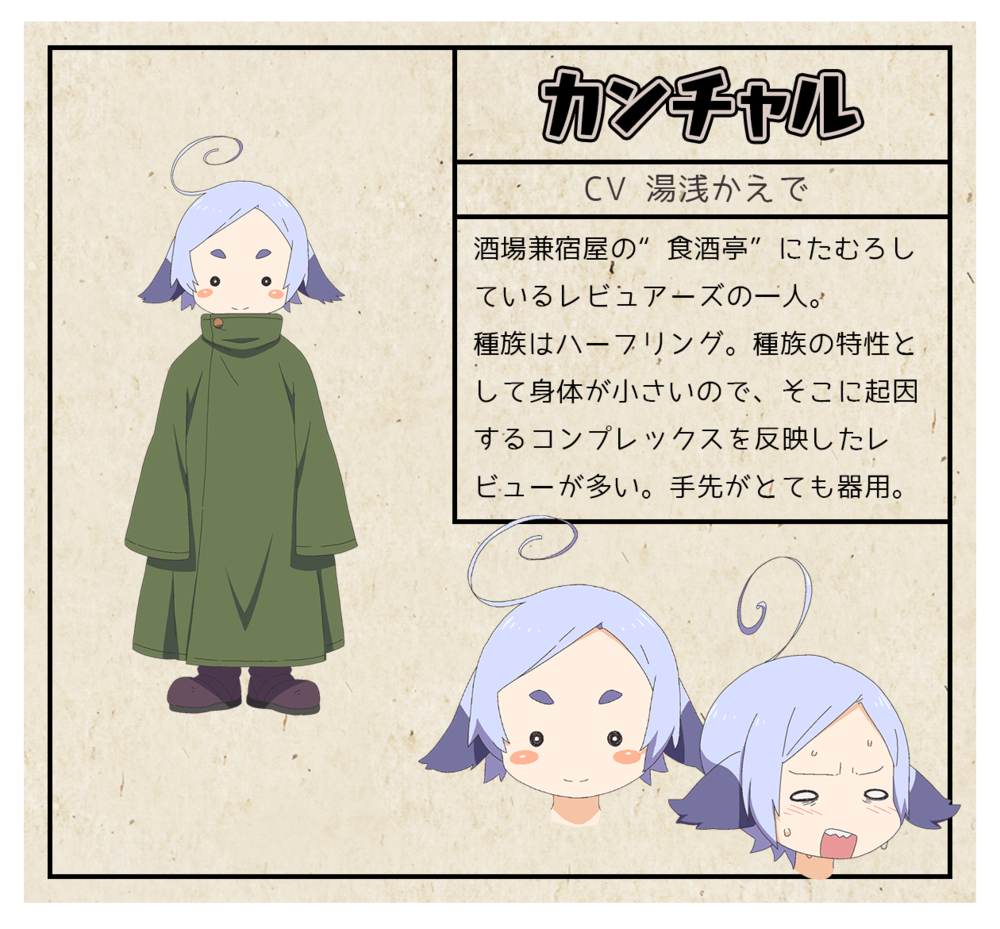 カンチャル
CV 湯浅かえで
酒場兼宿屋の“食酒亭”にたむろし
ているレビュアーズの一人。
種族はハーフリング。種族の特性と
して身体が小さいので、そこに起因
するコンプレックスを反映したレ
ビューが多い。手先がとても器用。